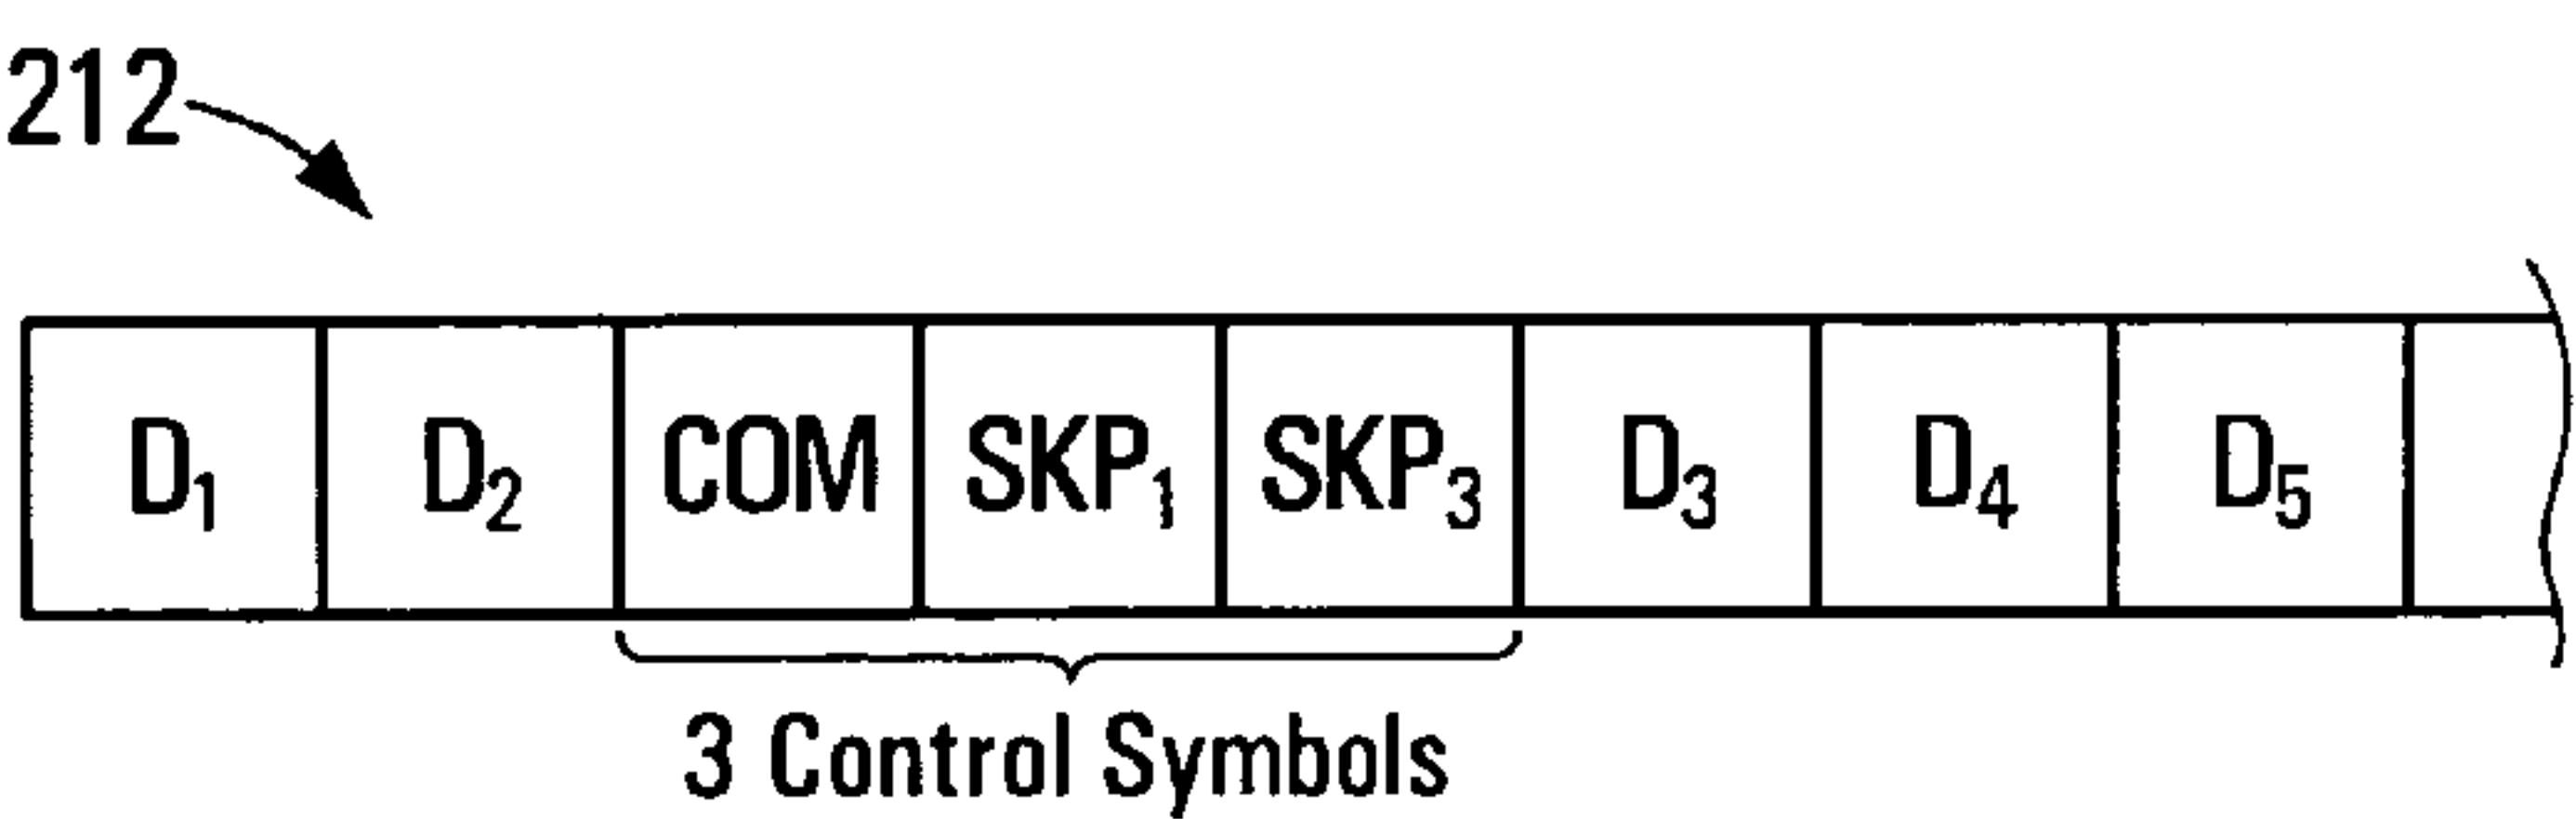 212
D₁ D₂ COM SKP₁ SKP₃ D₃ D₄ D₅
3 Control Symbols